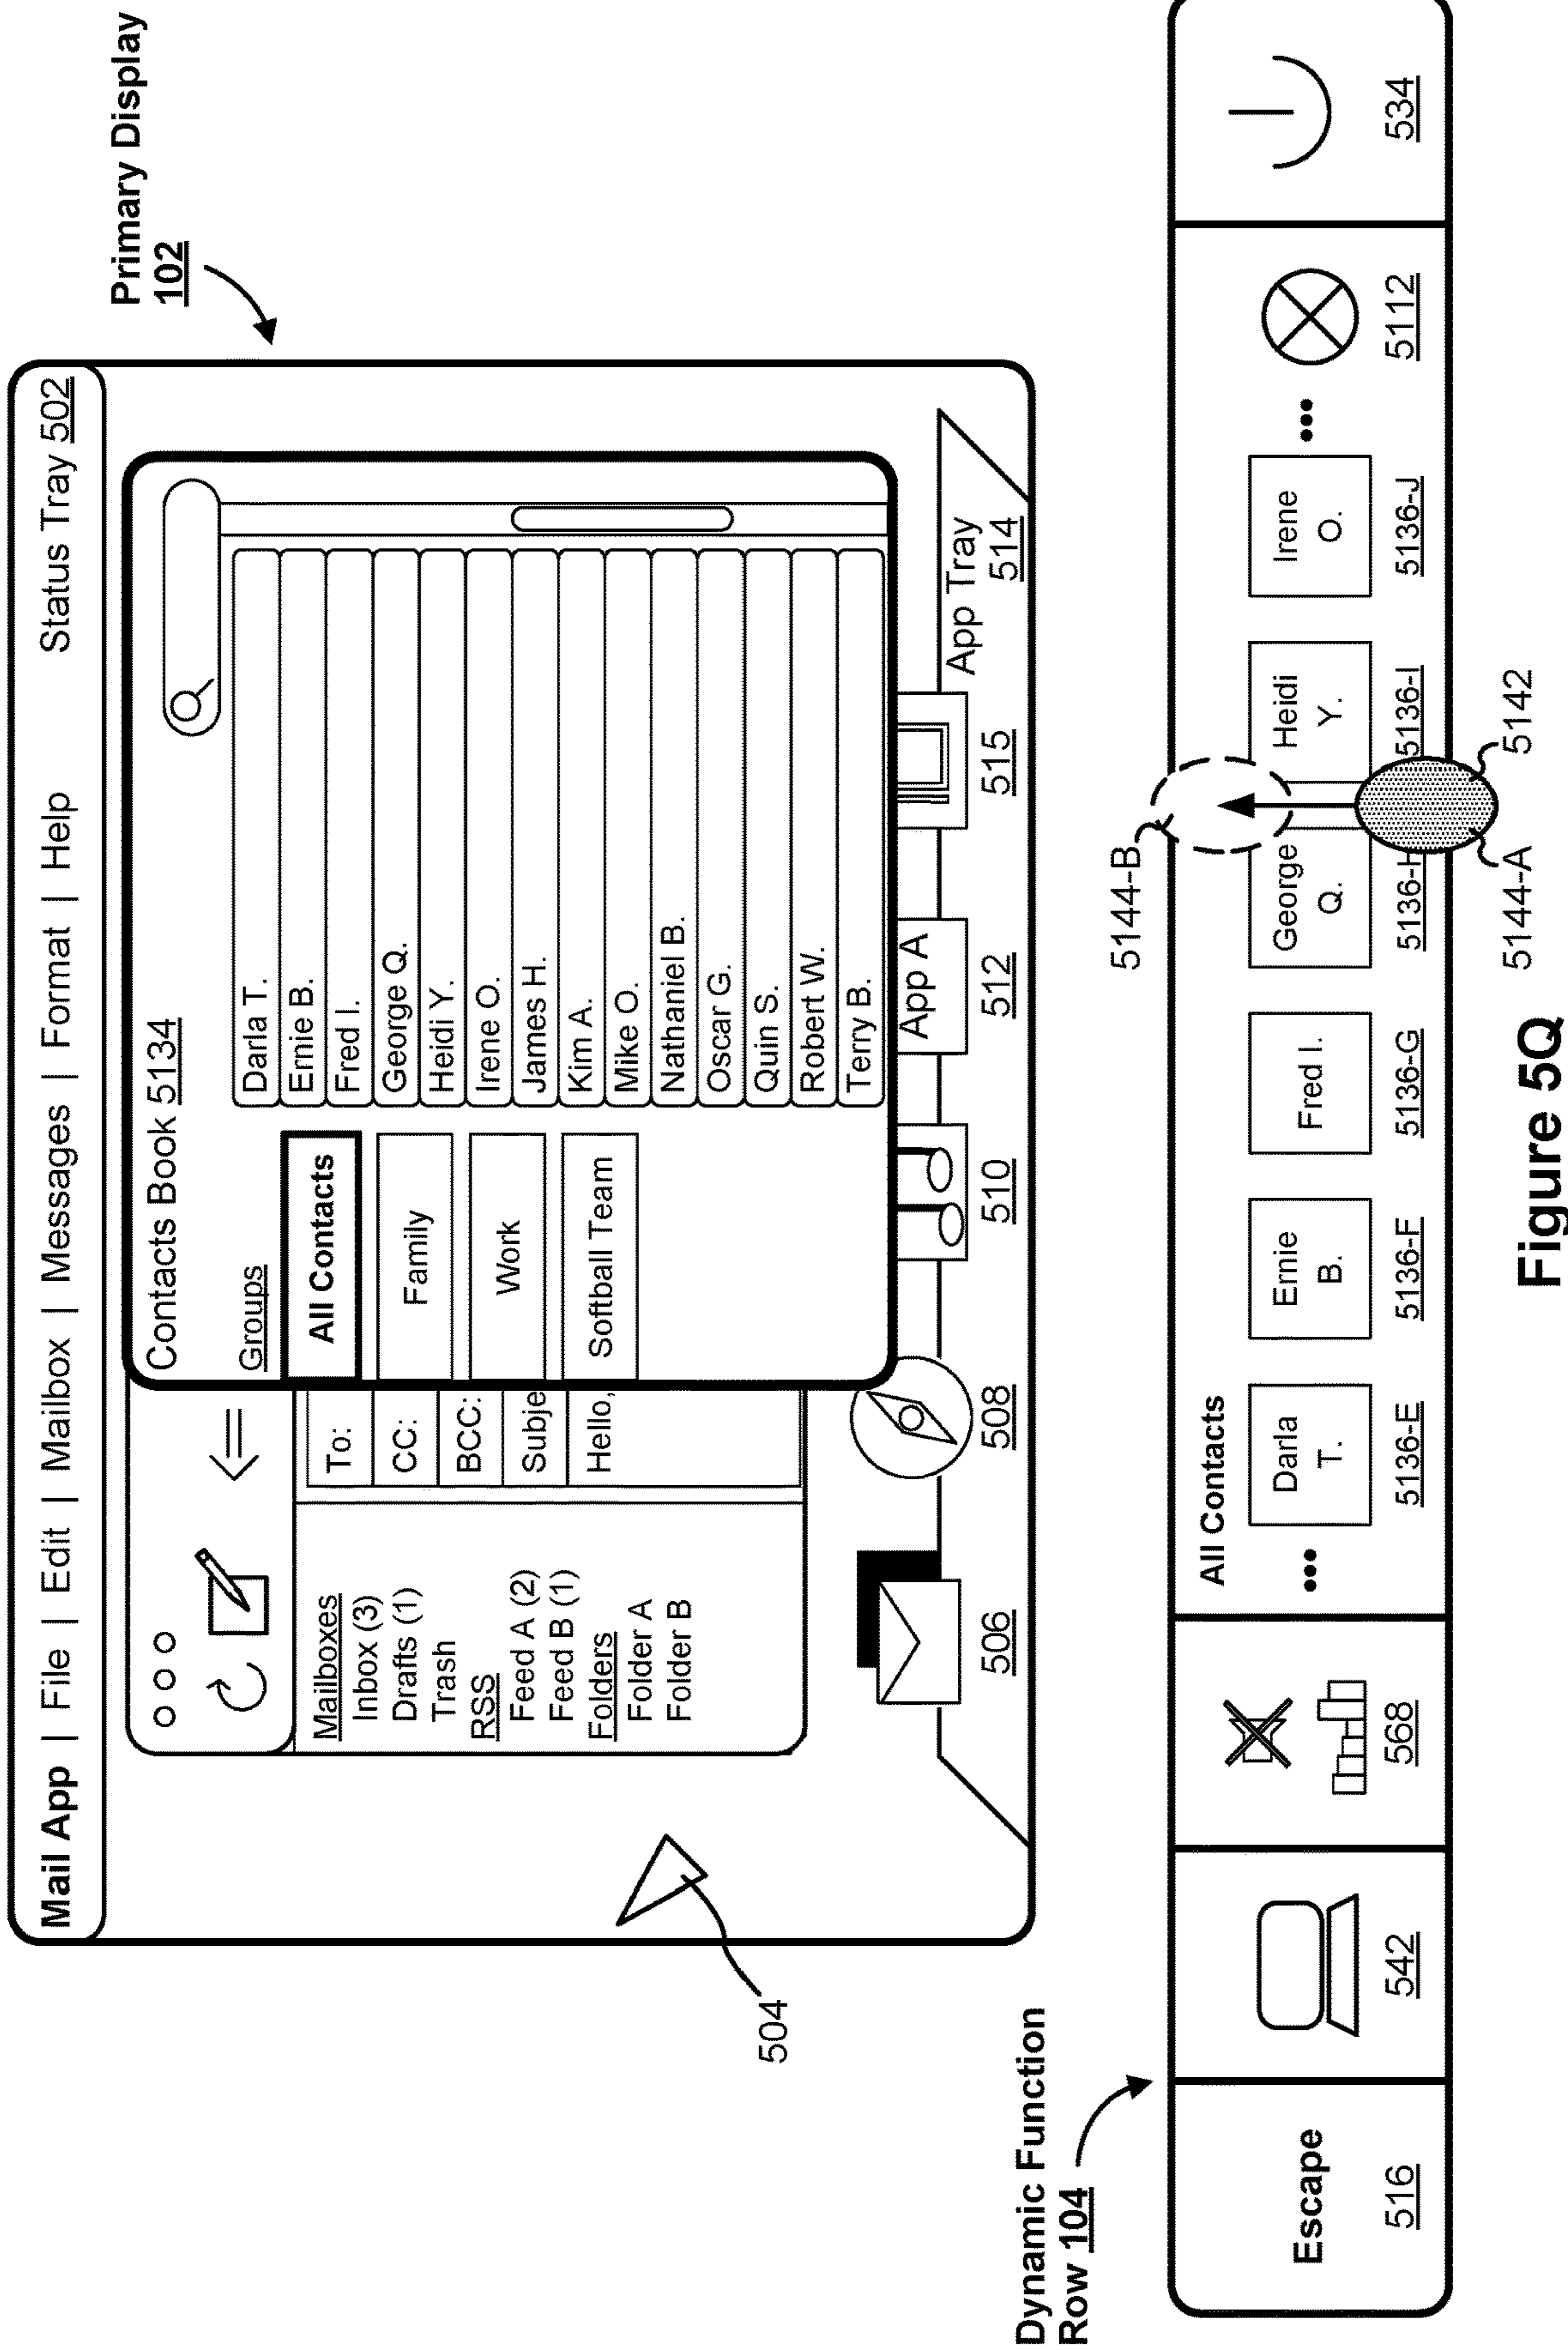 Primary Display
102
Mail App | File | Edit | Mailbox | Messages | Format | Help
Status Tray 502
Contacts Book 5134
Groups
All Contacts
Family
Work
Softball Team
Darla T.
Ernie B.
Fred I.
George Q.
Heidi Y.
Irene O.
James H.
Kim A.
Mike O.
Nathaniel B.
Oscar G.
Quin S.
Robert W.
Terry B.
Mailboxes
Inbox (3)
Drafts (1)
Trash
RSS
Feed A (2)
Feed B (1)
Folders
Folder A
Folder B
To:
CC:
BCC:
Subje
Hello,
504
506
508
510
App A
512
515
App Tray
514
Dynamic Function
Row 104
Escape
516
542
568
All Contacts
•••
Darla
T.
5136-E
Ernie
B.
5136-F
Fred I.
5136-G
George
Q.
5136-H
Heidi
Y.
5136-I
Irene
O.
5136-J
•••
5112
534
5144-B
5144-A
5142
Figure 5Q